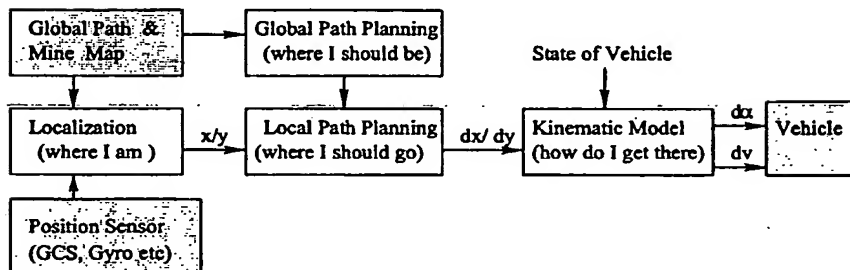 Global Path &
Mine Map
Global Path Planning
(where I should be)
State of Vehicle
Localization
(where I am )
x/y
Local Path Planning
(where I should go)
dx/ dy
Kinematic Model
(how do I get there)
dα
dv
Vehicle
Position Sensor
(GCS, Gyro etc)